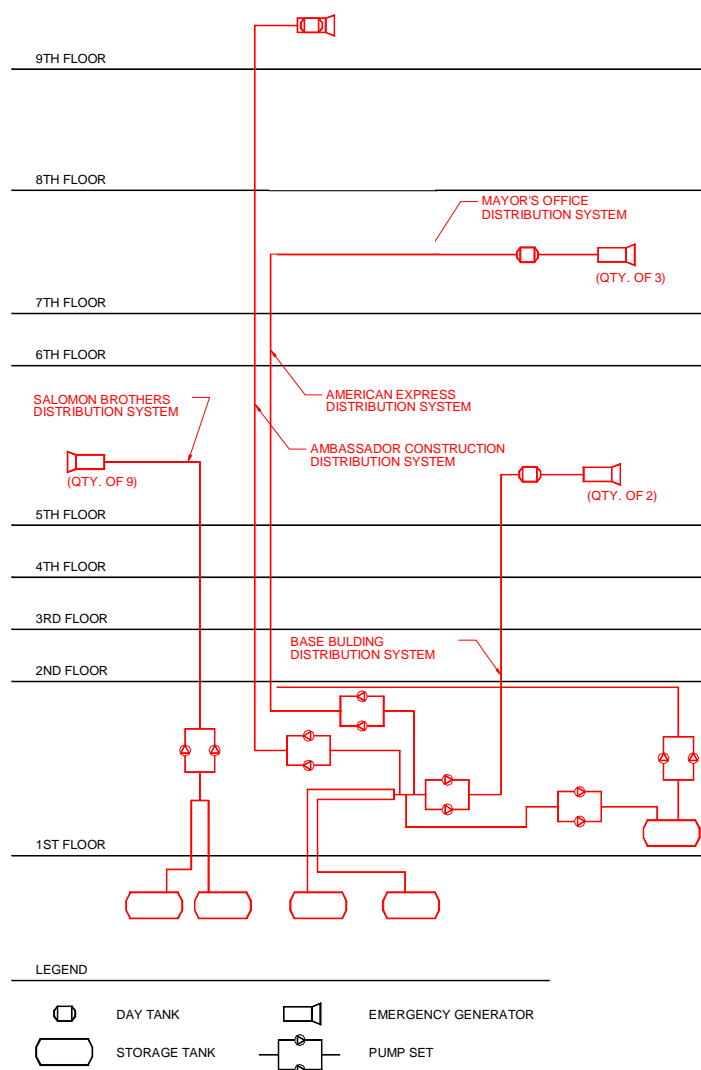 9TH FLOOR
8TH FLOOR
MAYOR'S OFFICE
DISTRIBUTION SYSTEM
(QTY. OF 3)
7TH FLOOR
6TH FLOOR
SALOMON BROTHERS
DISTRIBUTION SYSTEM
AMERICAN EXPRESS
DISTRIBUTION SYSTEM
AMBASSADOR CONSTRUCTION
DISTRIBUTION SYSTEM
(QTY. OF 9)
(QTY. OF 2)
5TH FLOOR
4TH FLOOR
3RD FLOOR
BASE BULDING
DISTRIBUTION SYSTEM
2ND FLOOR
1ST FLOOR
LEGEND
DAY TANK
EMERGENCY GENERATOR
STORAGE TANK
PUMP SET